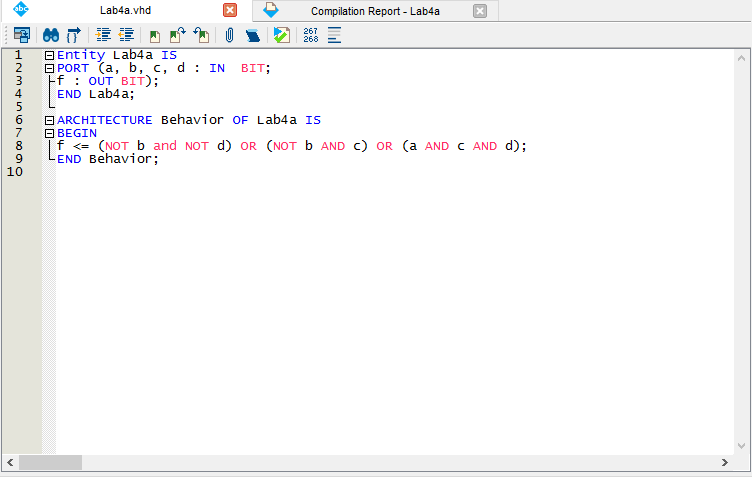 Lab4a.vhd
Compilation Report - Lab4a
abc
267
268
1 Entity Lab4a IS
2 PORT (a, b, c, d : IN  BIT;
3 f : OUT BIT);
4 END Lab4a;
5
6 ARCHITECTURE Behavior OF Lab4a IS
7 BEGIN
8 f <= (NOT b and NOT d) OR (NOT b AND c) OR (a AND c AND d);
9 END Behavior;
10